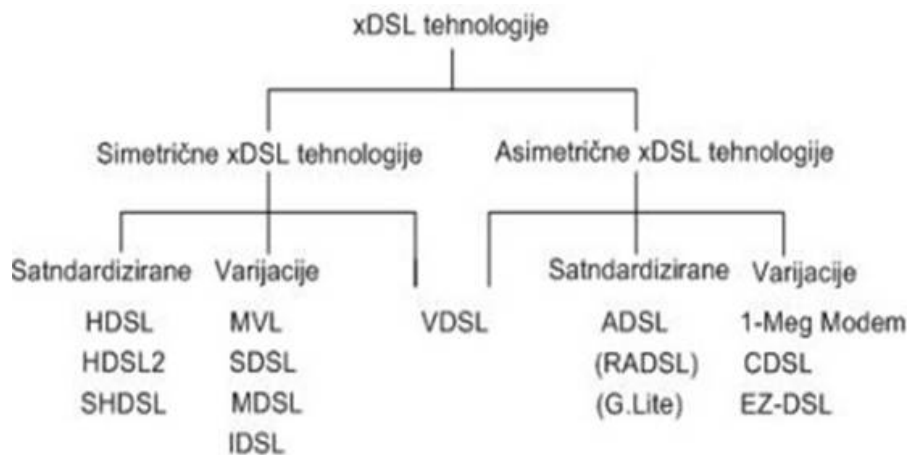 xDSL tehnologije
Simetrične xDSL tehnologije
Asimetrične xDSL tehnologije
Satndardizirane
Varijacije
Satndardizirane
Varijacije
HDSL
MVL
VDSL
ADSL
1-Meg Modem
HDSL2
SDSL
(RADSL)
CDSL
SHDSL
MDSL
(G.Lite)
EZ-DSL
IDSL